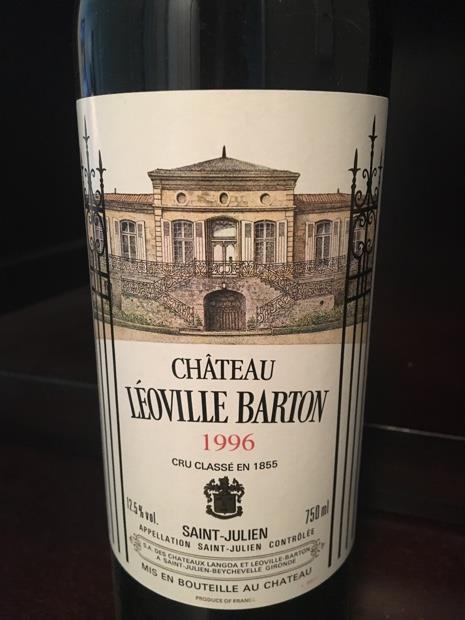 CHÂTEAU
LÉOVILLE BARTON
1996
CRU CLASSÉ EN 1855
12.5% vol.
750 ml
SAINT-JULIEN
APPELLATION SAINT-JULIEN CONTRÔLÉE
S.A. DES CHATEAUX LANGOA ET LEOVILLE-BARTON
A SAINT-JULIEN-BEYCHEVELLE GIRONDE
MIS EN BOUTEILLE AU CHATEAU
PRODUCE OF FRANCE